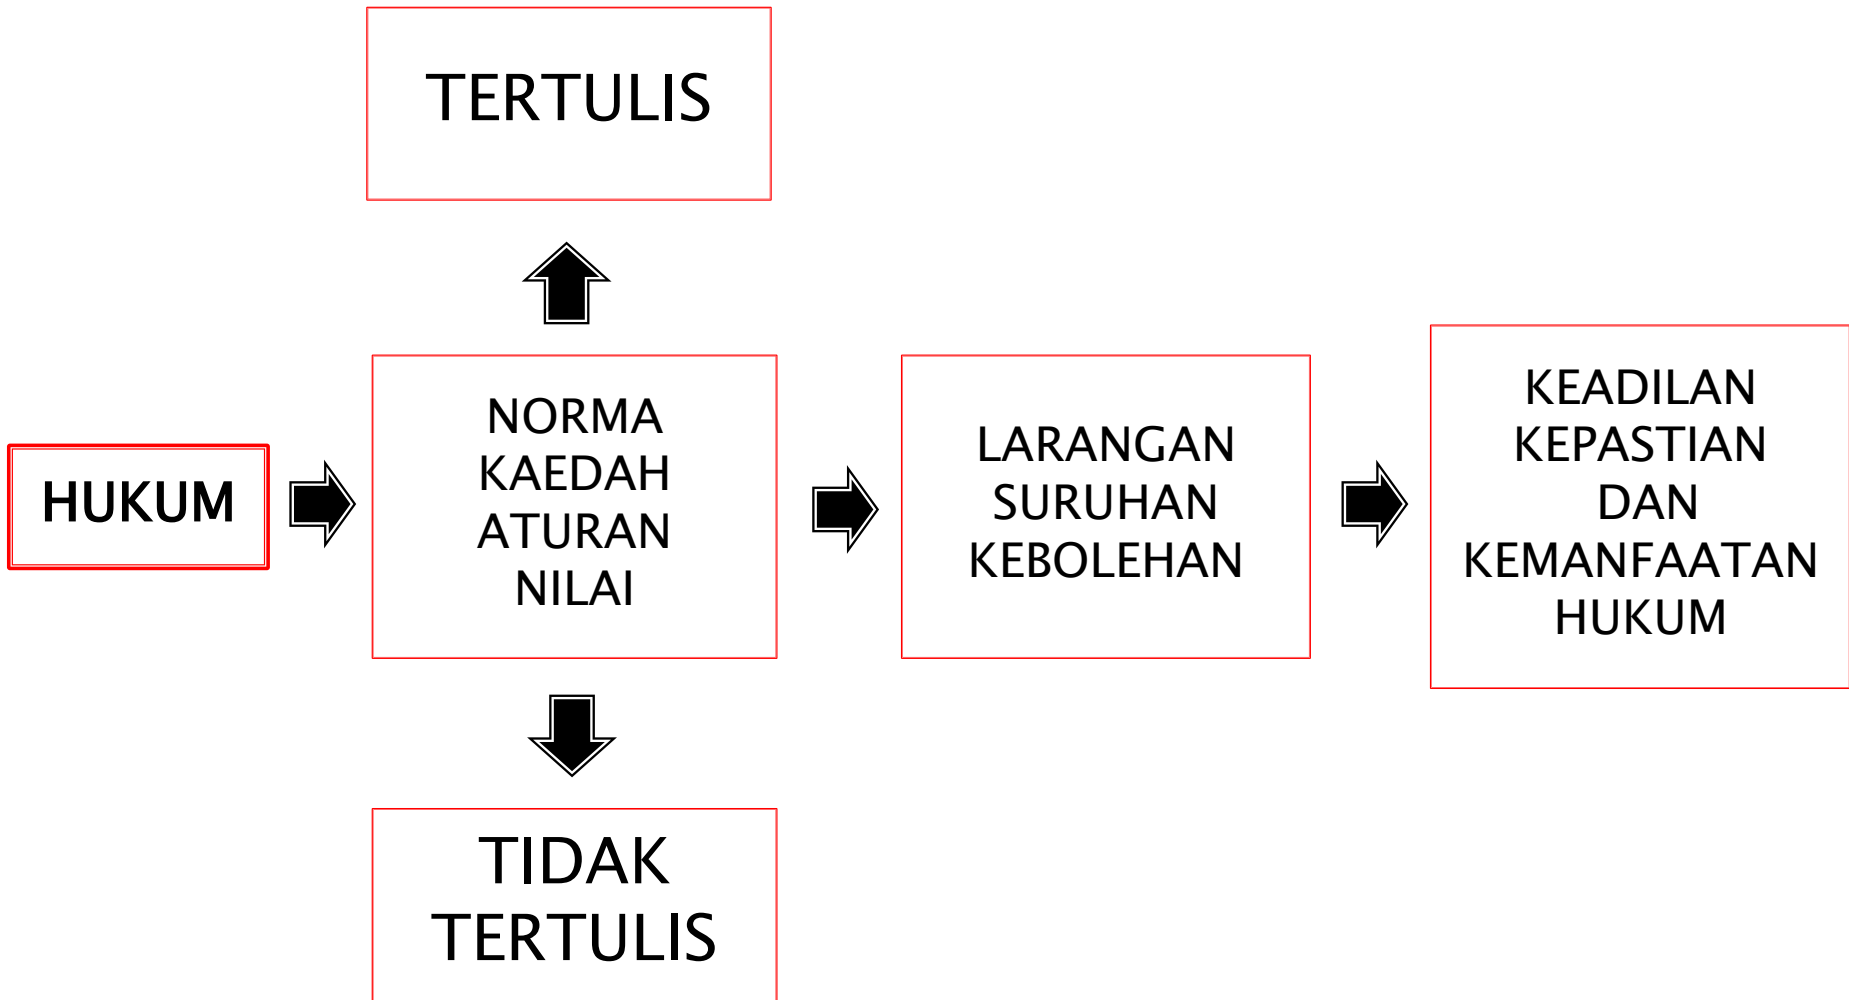 TERTULIS
HUKUM
NORMA
KAEDAH
ATURAN
NILAI
LARANGAN
SURUHAN
KEBOLEHAN
KEADILAN
KEPASTIAN
DAN
KEMANFAATAN
HUKUM
TIDAK
TERTULIS